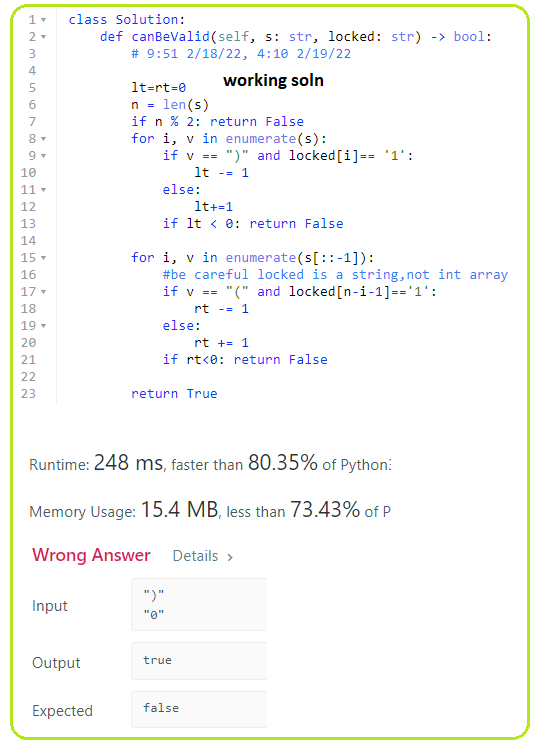 1 class Solution:
2 def canBeValid(self, s: str, locked: str) -> bool:
3 # 9:51 2/18/22, 4:10 2/19/22
4
5 lt=rt=0
working soln
6 n = len(s)
7 if n % 2: return False
8 for i, v in enumerate(s):
9 if v == ")" and locked[i]== '1':
10 lt -= 1
11 else:
12 lt+=1
13 if lt < 0: return False
14
15 for i, v in enumerate(s[::-1]):
16 #be careful locked is a string,not int array
17 if v == "(" and locked[n-i-1]=='1':
18 rt -= 1
19 else:
20 rt += 1
21 if rt<0: return False
22
23 return True
Runtime: 248 ms, faster than 80.35% of Python
Memory Usage: 15.4 MB, less than 73.43% of P
Wrong Answer Details >
Input
")"
"0"
Output true
Expected false